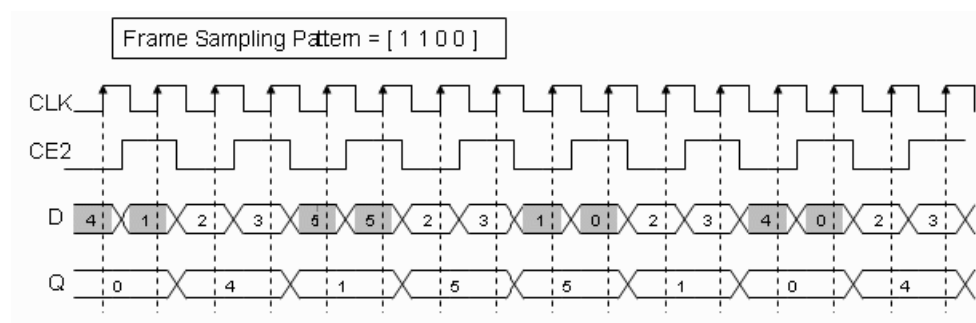 Frame Sampling Pattern = [ 1 1 0 0 ]
CLK
CE2
D 4 1 2 3 5 5 2 3 1 0 2 3 4 0 2 3
Q 0 4 1 5 5 1 0 4